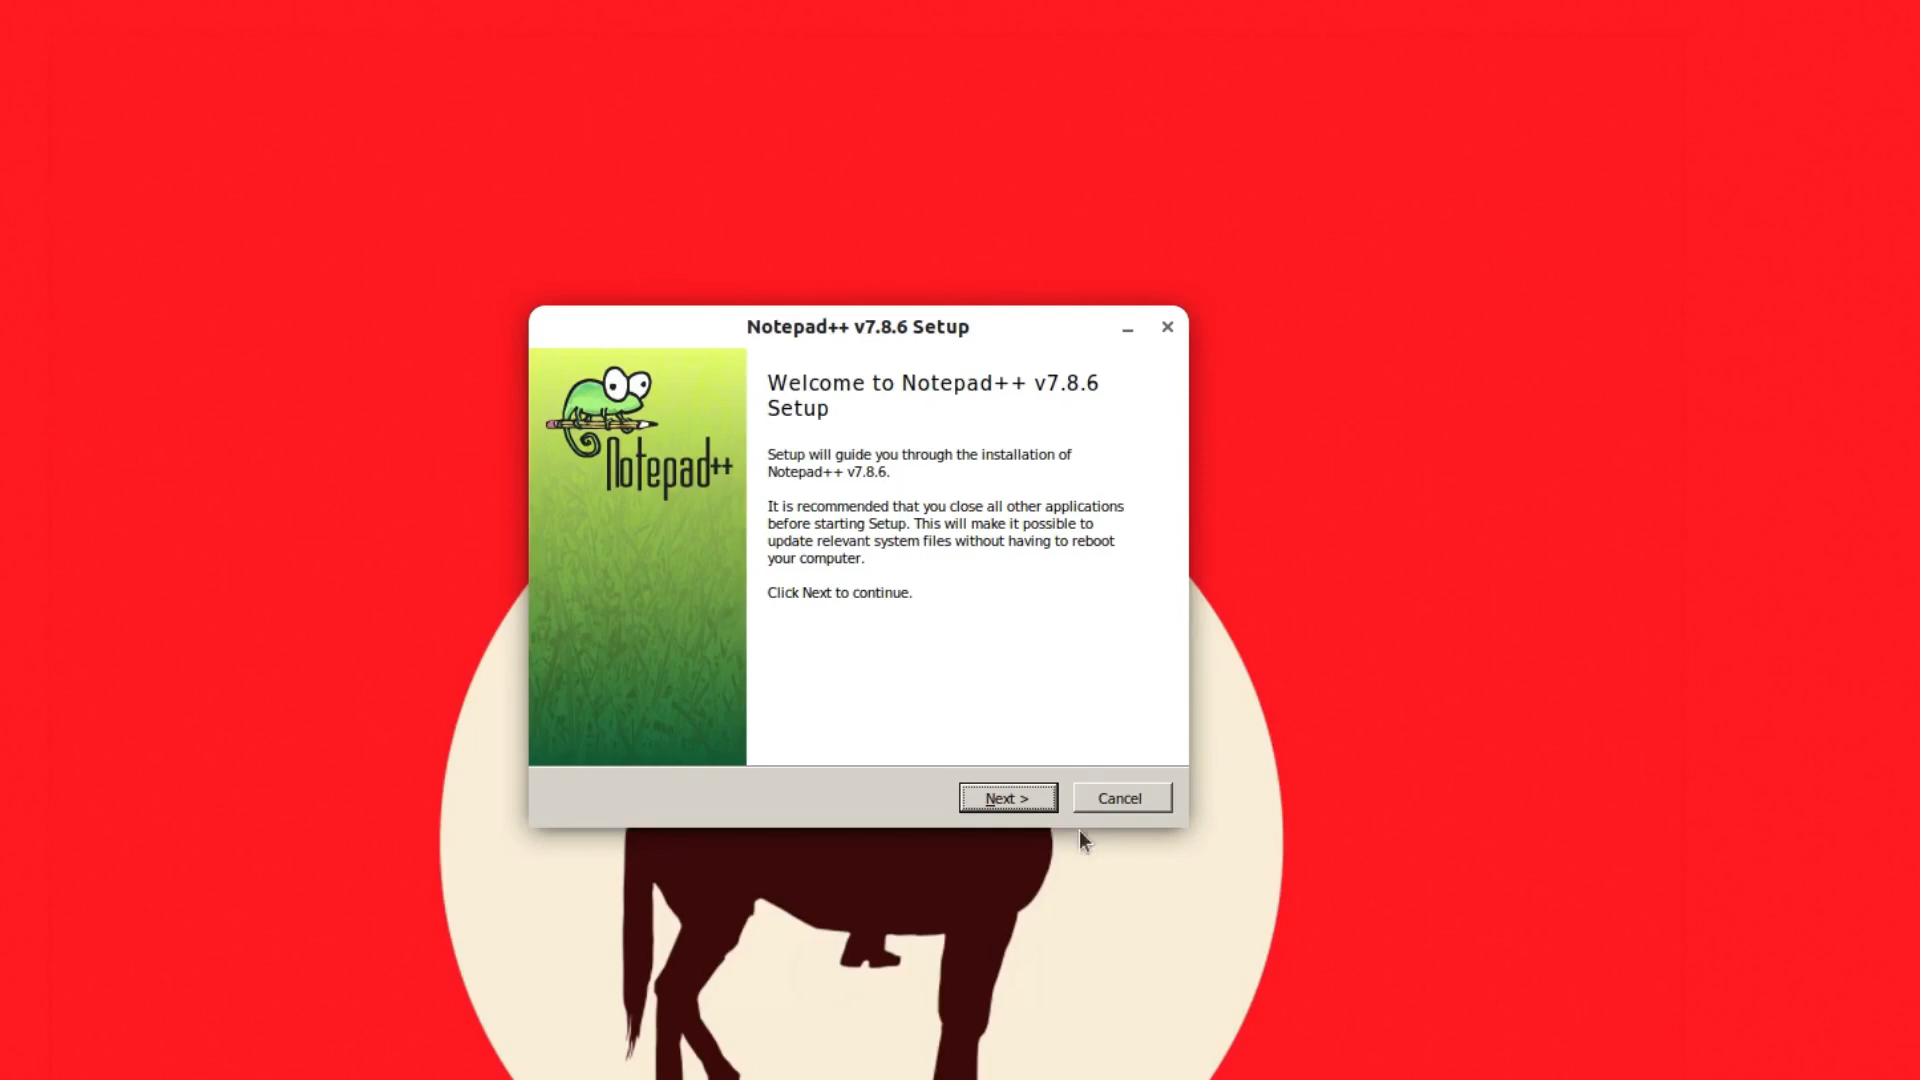 Notepad++ v7.8.6 Setup
Notepad++
Welcome to Notepad++ v7.8.6
Setup
Setup will guide you through the installation of
Notepad++ v7.8.6.
It is recommended that you close all other applications
before starting Setup. This will make it possible to
update relevant system files without having to reboot
your computer.
Click Next to continue.
Next >
Cancel